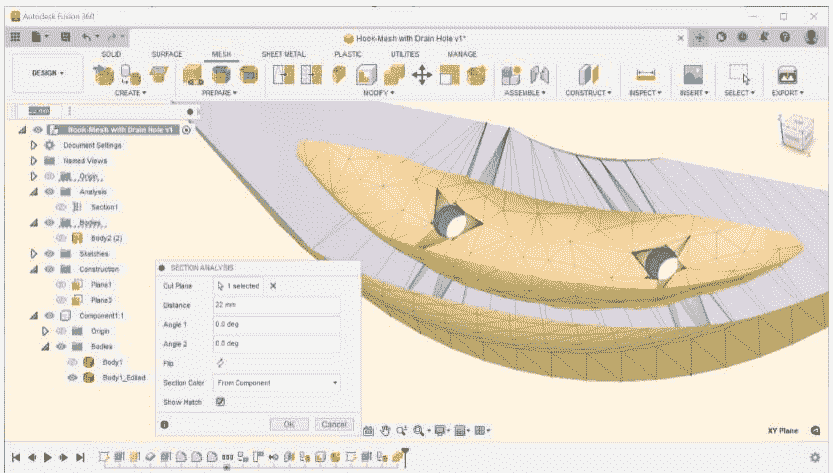 Autodesk Fusion 360
Hook-Mesh with Drain Hole v1*
SOLID SURFACE MESH SHEET METAL PLASTIC UTILITIES MANAGE
DESIGN
CREATE PREPARE MODIFY ASSEMBLE CONSTRUCT INSPECT INSERT SELECT EXPORT
Hook-Mesh with Drain Hole v1
Document Settings
Named Views
Origin
Analysis
Section1
Bodies
Body2 (2)
Sketches
Construction
Plane1
Plane3
Component1:1
Origin
Bodies
Body1
Body1_Edited
SECTION ANALYSIS
Cut Plane 1 selected
Distance 22 mm
Angle 1 0.0 deg
Angle 2 0.0 deg
Flip
Section Color From Component
Show Hatch
OK Cancel
XY Plane